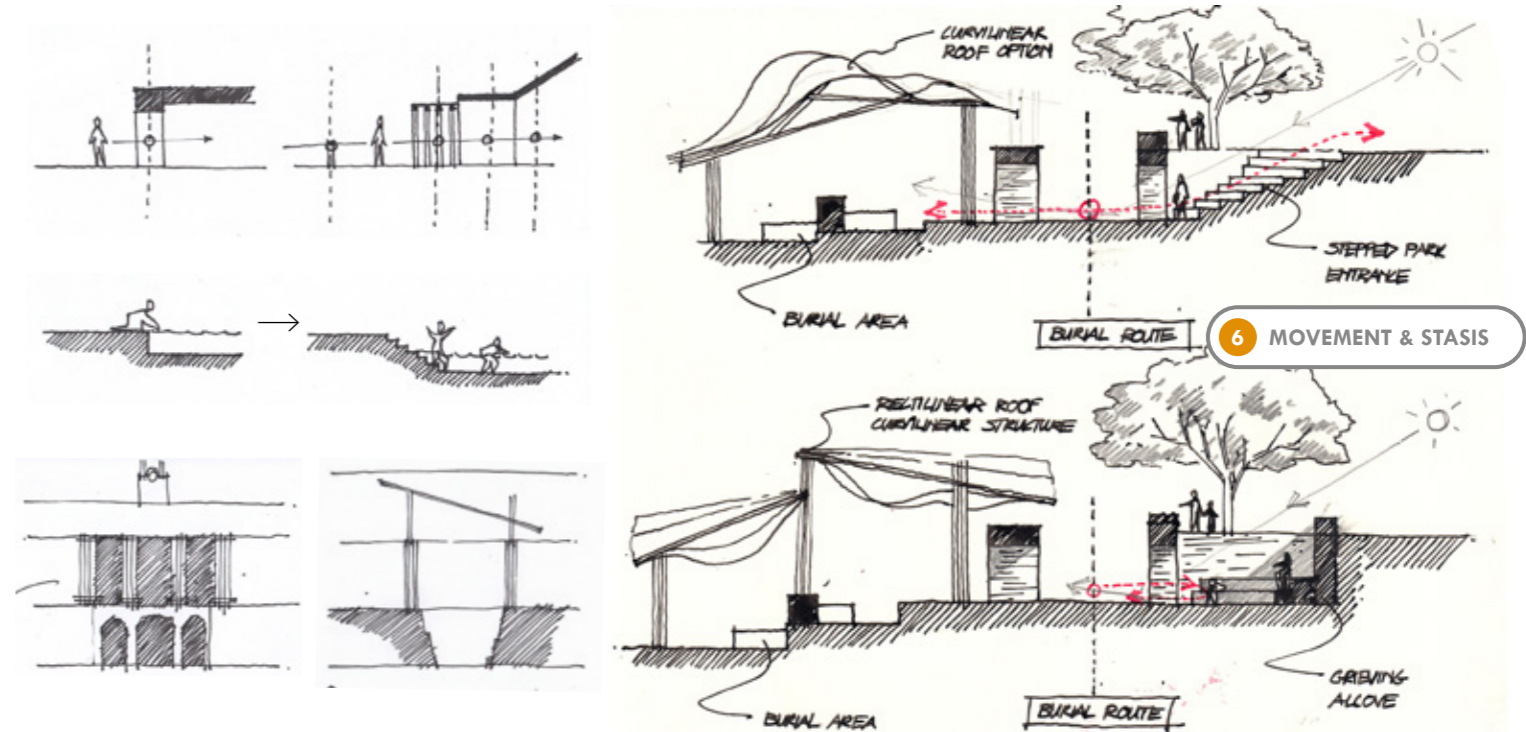 CURVILINEAR
ROOF OPTION
STEPPED PARK
ENTRANCE
BURIAL AREA
BURIAL ROUTE
6 MOVEMENT & STASIS
RECTILINEAR ROOF
CURVILINEAR STRUCTURE
GRIEVING
ALCOVE
BURIAL AREA
BURIAL ROUTE